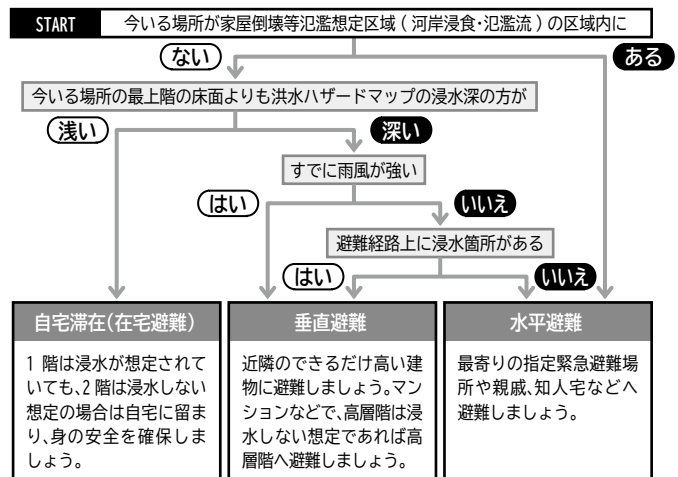 START 今いる場所が家屋倒壊等氾濫想定区域(河岸浸食・氾濫流)の区域内に
ない ある
今いる場所の最上階の床面よりも洪水ハザードマップの浸水深の方が
浅い 深い
すでに雨風が強い
はい いいえ
避難経路上に浸水箇所がある
はい いいえ
自宅滞在(在宅避難)
1 階は浸水が想定されて
いても、2 階は浸水しない
想定の場合は自宅に留ま
り、身の安全を確保しま
しょう。
垂直避難
近隣のできるだけ高い建
物に避難しましょう。マン
ションなどで、高層階は浸
水しない想定であれば高
層階へ避難しましょう。
水平避難
最寄りの指定緊急避難場
所や親戚、知人宅などへ
避難しましょう。